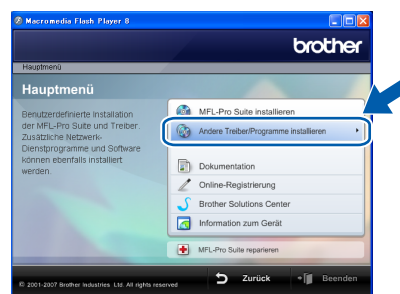 Macromedia Flash Player 8
brother
Hauptmenü
Hauptmenü
Benutzerdefinierte Installation
der MFL-Pro Suite und Treiber.
Zusätzliche Netzwerk-
Dienstprogramme und Software
können ebenfalls installiert
werden.
MFL-Pro Suite installieren
Andere Treiber/Programme installieren
Dokumentation
Online-Registrierung
Brother Solutions Center
Information zum Gerät
MFL-Pro Suite reparieren
© 2001-2007 Brother Industries Ltd. All rights reserved
Zurück
Beenden